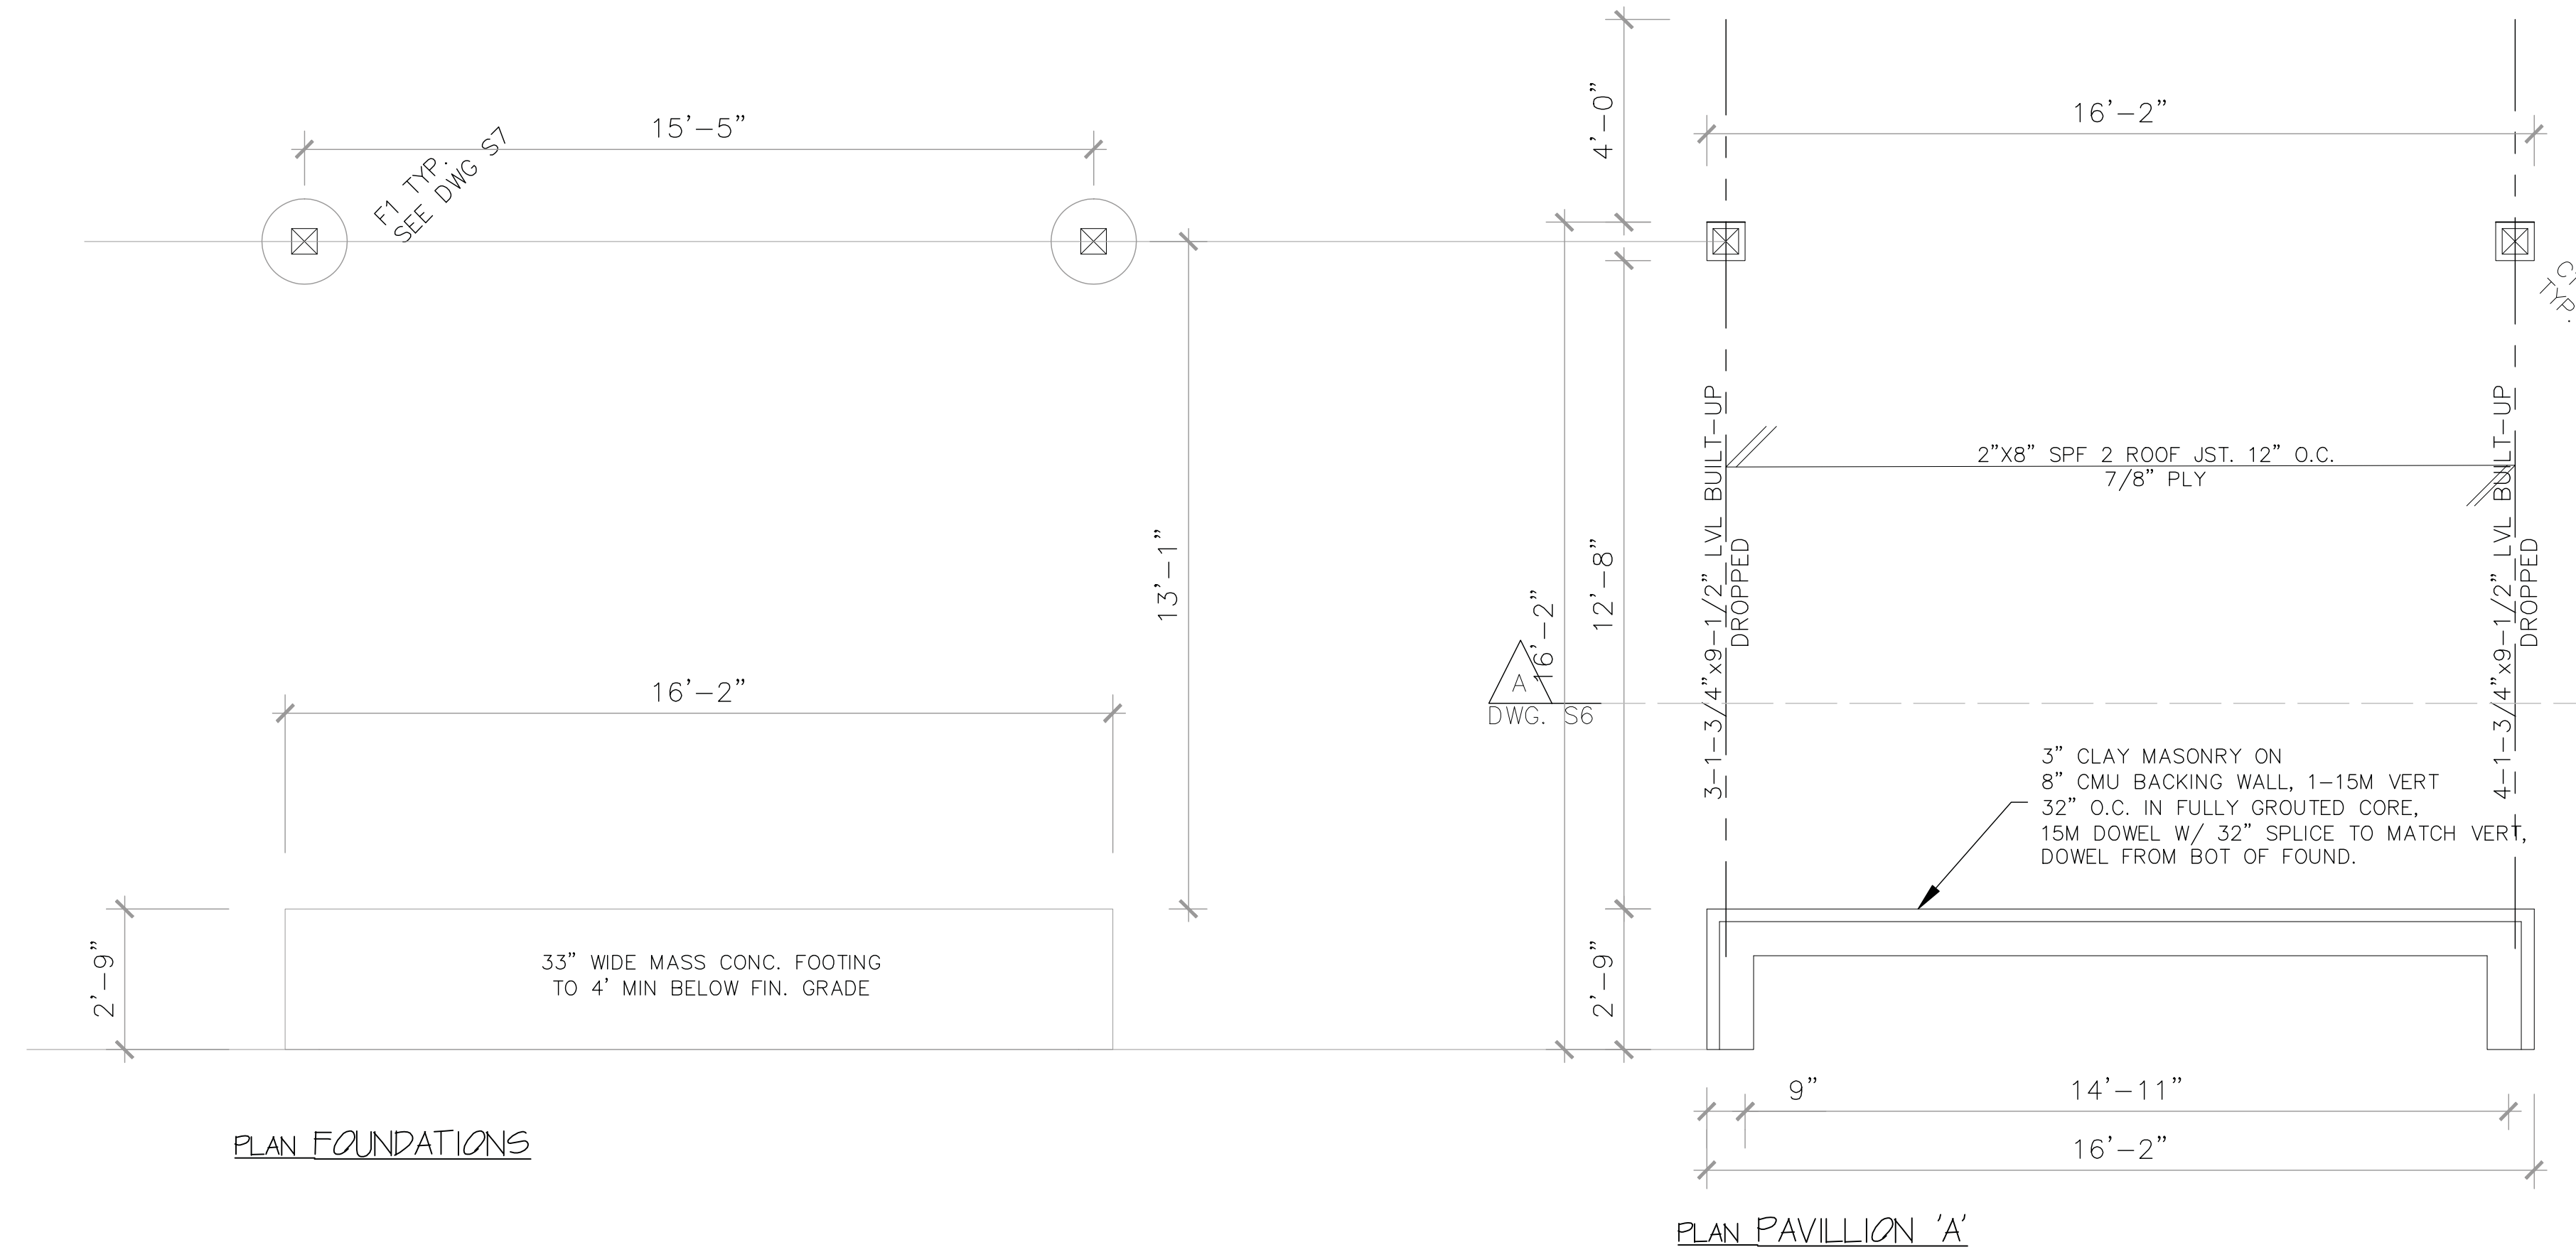 15'-5"
F1 TYP.
SEE DWG S7
13'-1"
16'-2"
2'-9"
33" WIDE MASS CONC. FOOTING
TO 4' MIN BELOW FIN. GRADE
PLAN FOUNDATIONS
4'-0"
16'-2"
TYP.
16'-2"
12'-8"
2'-9"
A
DWG. S6
3-1-3/4"x9-1/2" LVL BUILT-UP
DROPPED
2"X8" SPF 2 ROOF JST. 12" O.C.
7/8" PLY
4-1-3/4"x9-1/2" LVL BUILT-UP
DROPPED
3" CLAY MASONRY ON
8" CMU BACKING WALL, 1-15M VERT
32" O.C. IN FULLY GROUTED CORE,
15M DOWEL W/ 32" SPLICE TO MATCH VERT,
DOWEL FROM BOT OF FOUND.
9"
14'-11"
16'-2"
PLAN PAVILLION 'A'